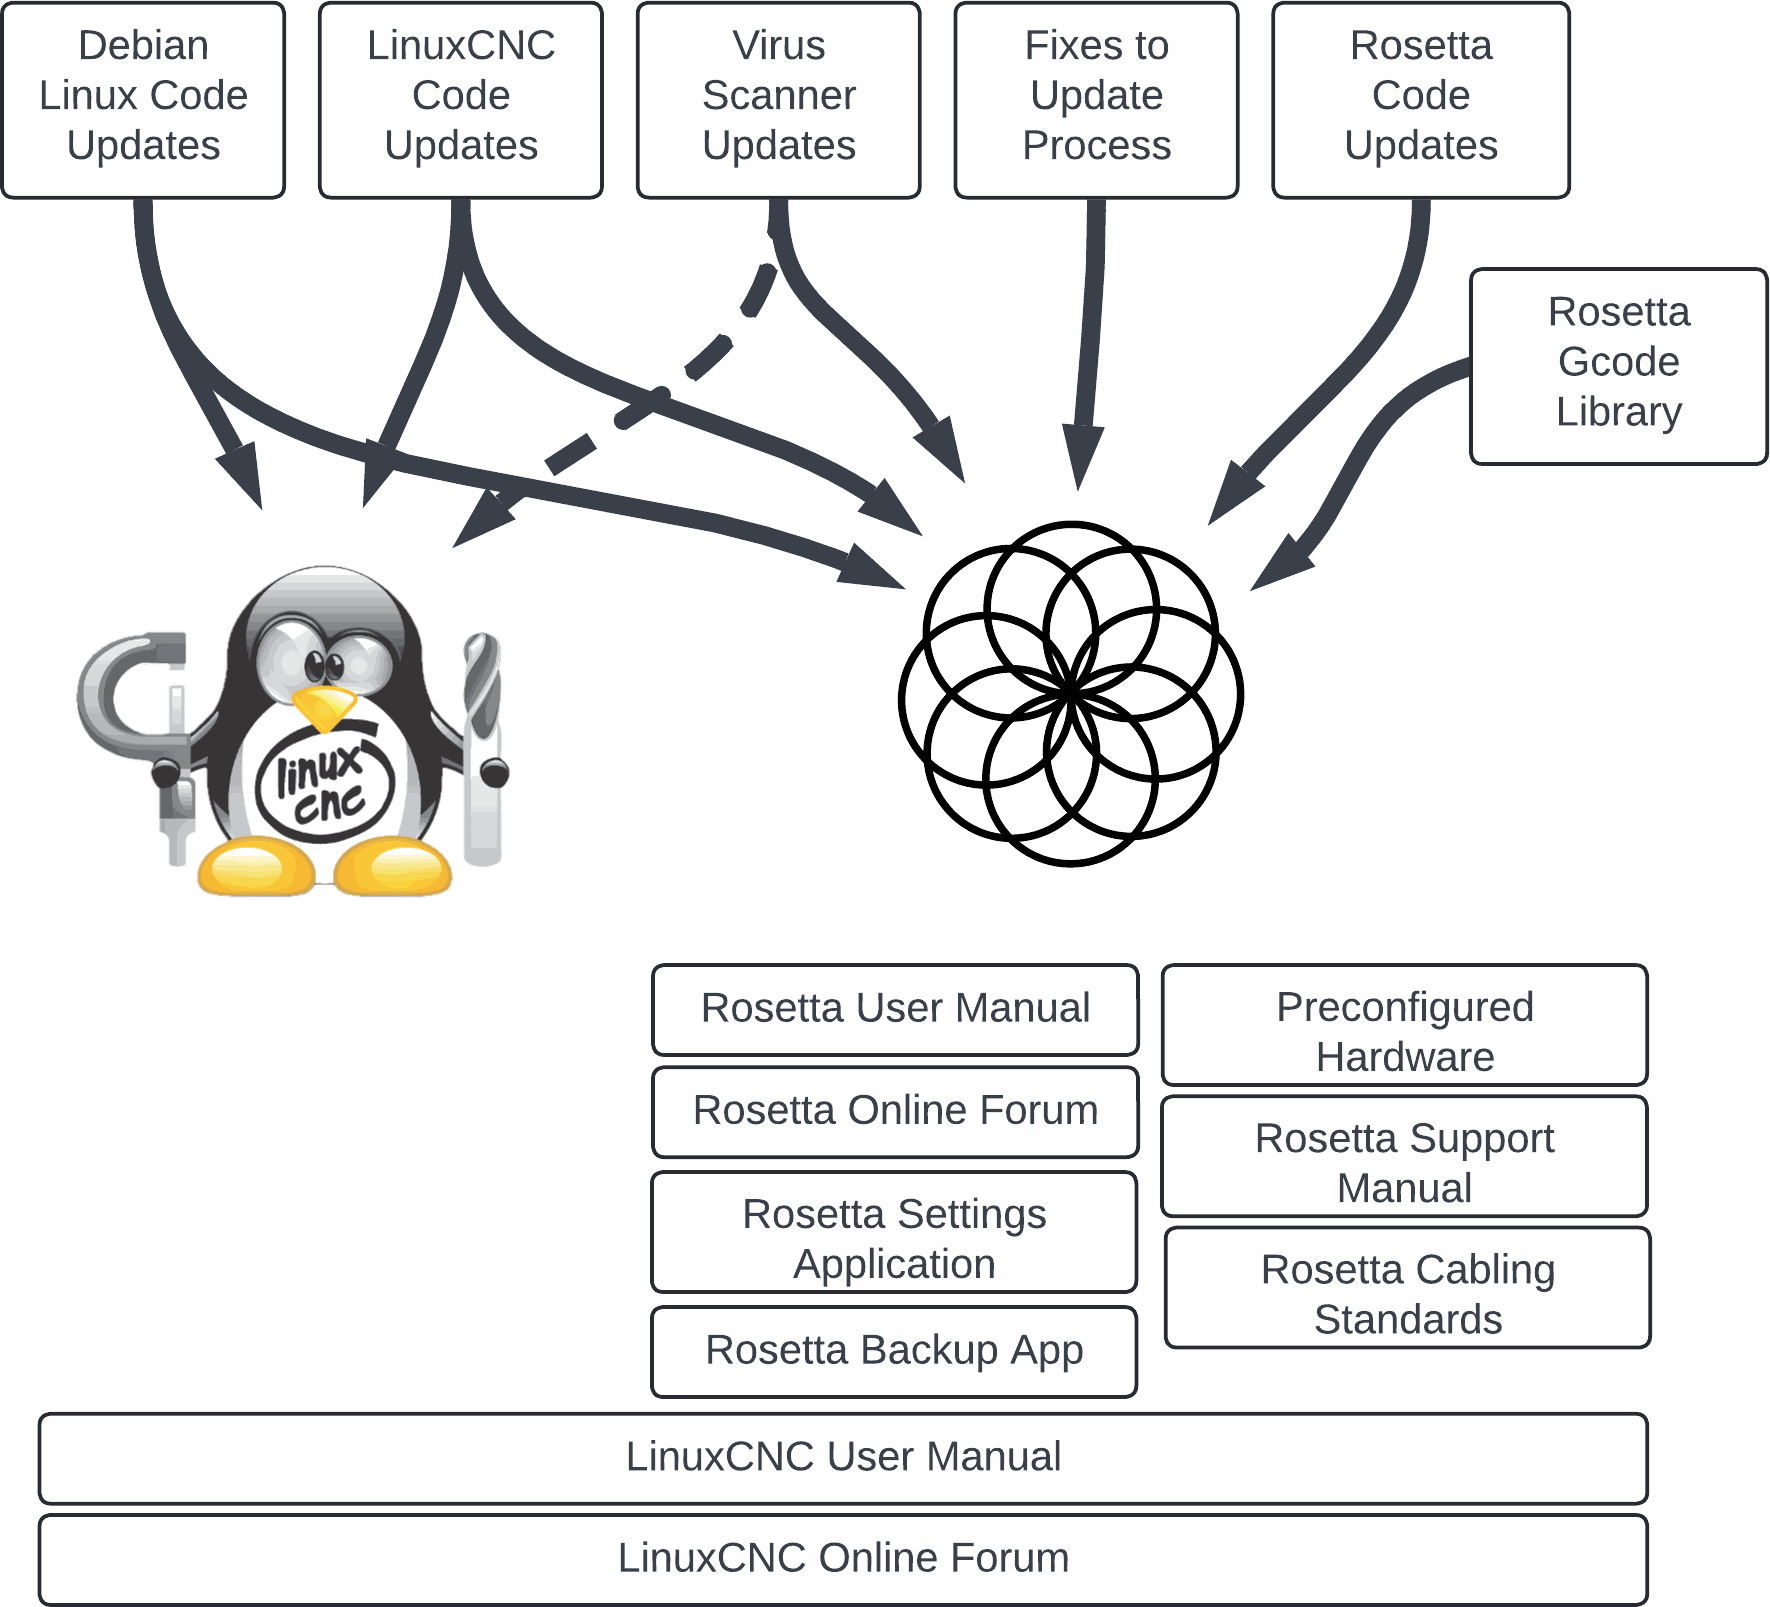 Debian
Linux Code
Updates
LinuxCNC
Code
Updates
Virus
Scanner
Updates
Fixes to
Update
Process
Rosetta
Code
Updates
Rosetta
Gcode
Library
linux
cnc
Rosetta User Manual
Rosetta Online Forum
Rosetta Settings
Application
Rosetta Backup App
Preconfigured
Hardware
Rosetta Support
Manual
Rosetta Cabling
Standards
LinuxCNC User Manual
LinuxCNC Online Forum